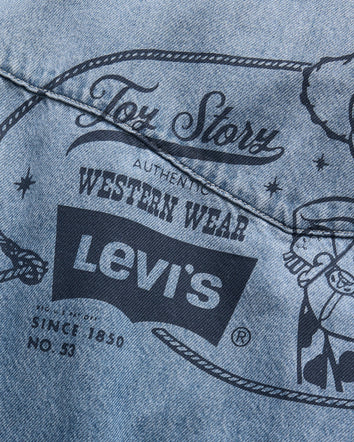 Toy Story
AUTHENTIC
WESTERN WEAR
Levi's ®
SINCE 1850
NO. 53